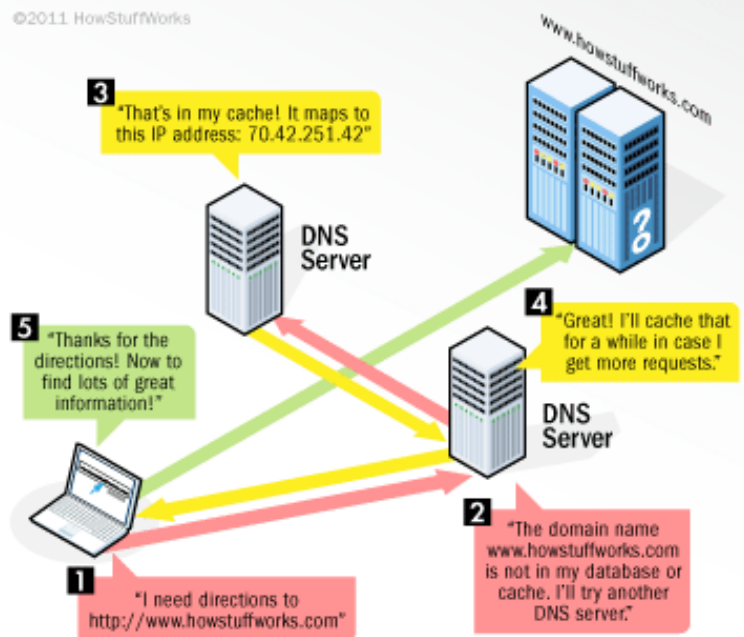 ©2011 HowStuffWorks
www.howstuffworks.com
3
"That's in my cache! It maps to
this IP address: 70.42.251.42"
DNS
Server
4
"Great! I'll cache that
for a while in case I
get more requests."
5
"Thanks for the
directions! Now to
find lots of great
information!"
DNS
Server
2
"The domain name
www.howstuffworks.com
is not in my database or
cache. I'll try another
DNS server."
1
"I need directions to
http://www.howstuffworks.com"